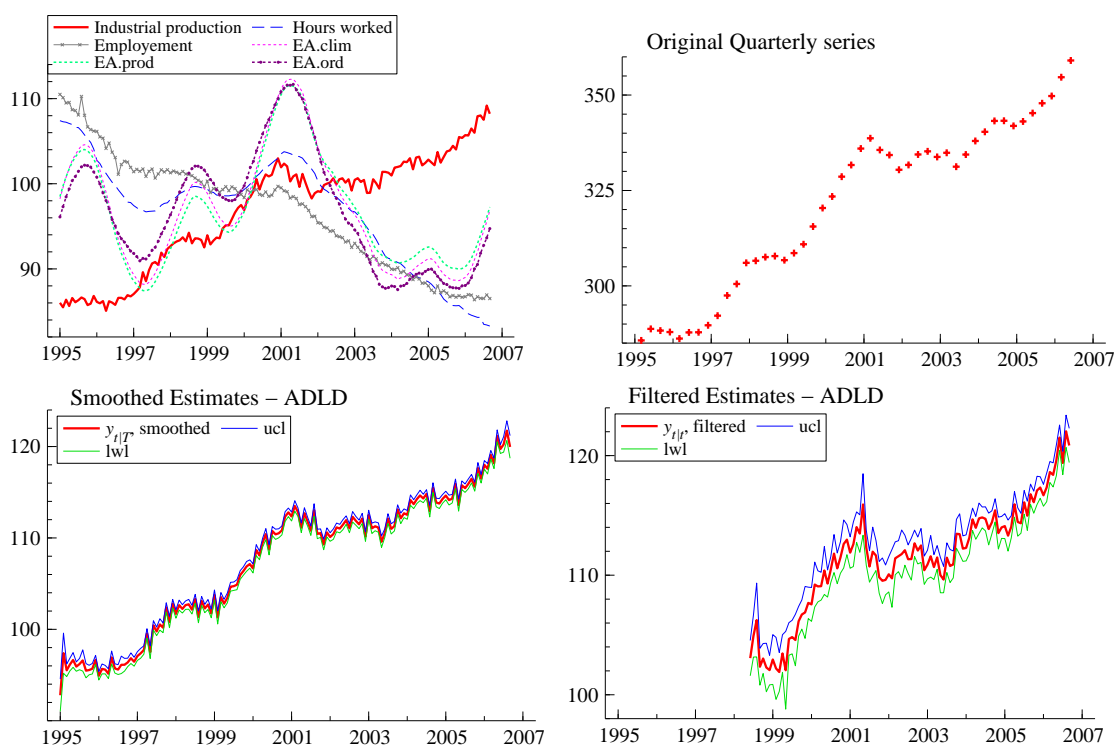 Industrial production Hours worked
Employement EA.clim
EA.prod EA.ord
110
100
90
1995 1997 1999 2001 2003 2005 2007
Original Quarterly series
350
325
300
1995 1997 1999 2001 2003 2005 2007
Smoothed Estimates – ADLD
y t|T, smoothed ucl
lwl
120
110
100
1995 1997 1999 2001 2003 2005 2007
Filtered Estimates – ADLD
y t|t, filtered ucl
lwl
120
110
100
1995 1997 1999 2001 2003 2005 2007